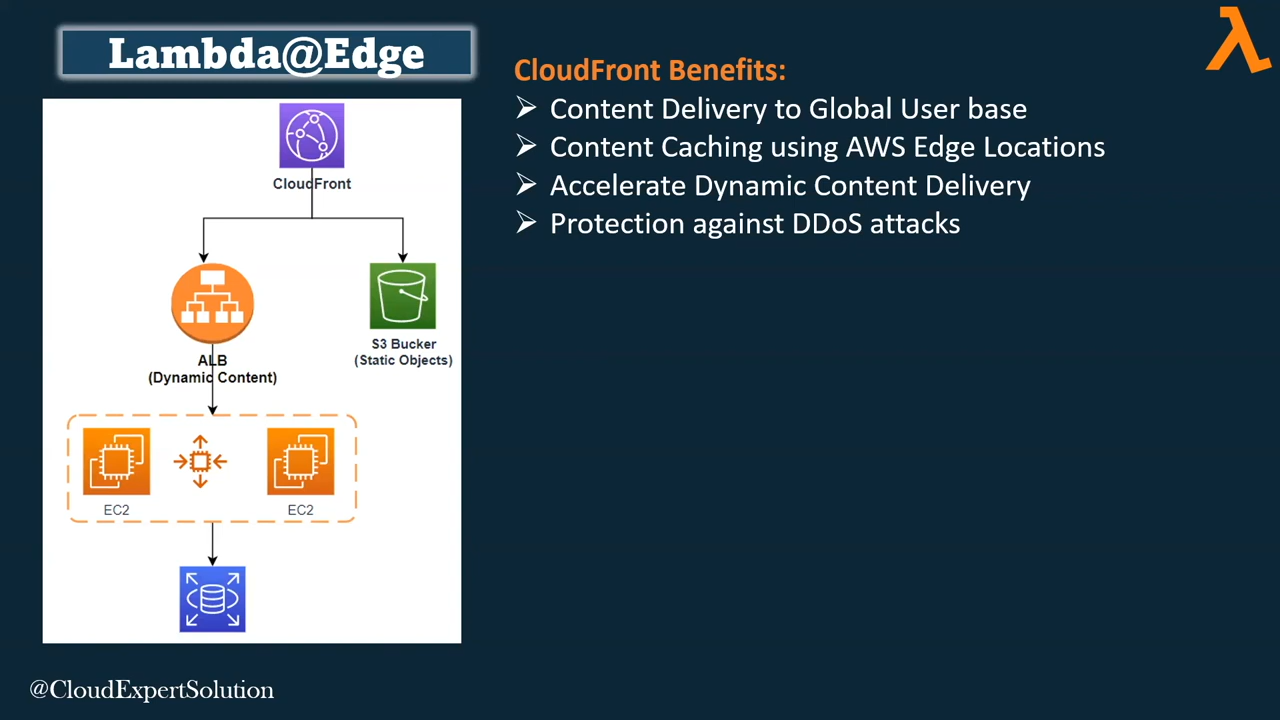 Lambda@Edge
CloudFront Benefits:
➢ Content Delivery to Global User base
➢ Content Caching using AWS Edge Locations
➢ Accelerate Dynamic Content Delivery
➢ Protection against DDoS attacks
CloudFront
ALB
(Dynamic Content)
S3 Bucker
(Static Objects)
EC2
EC2
@CloudExpertSolution